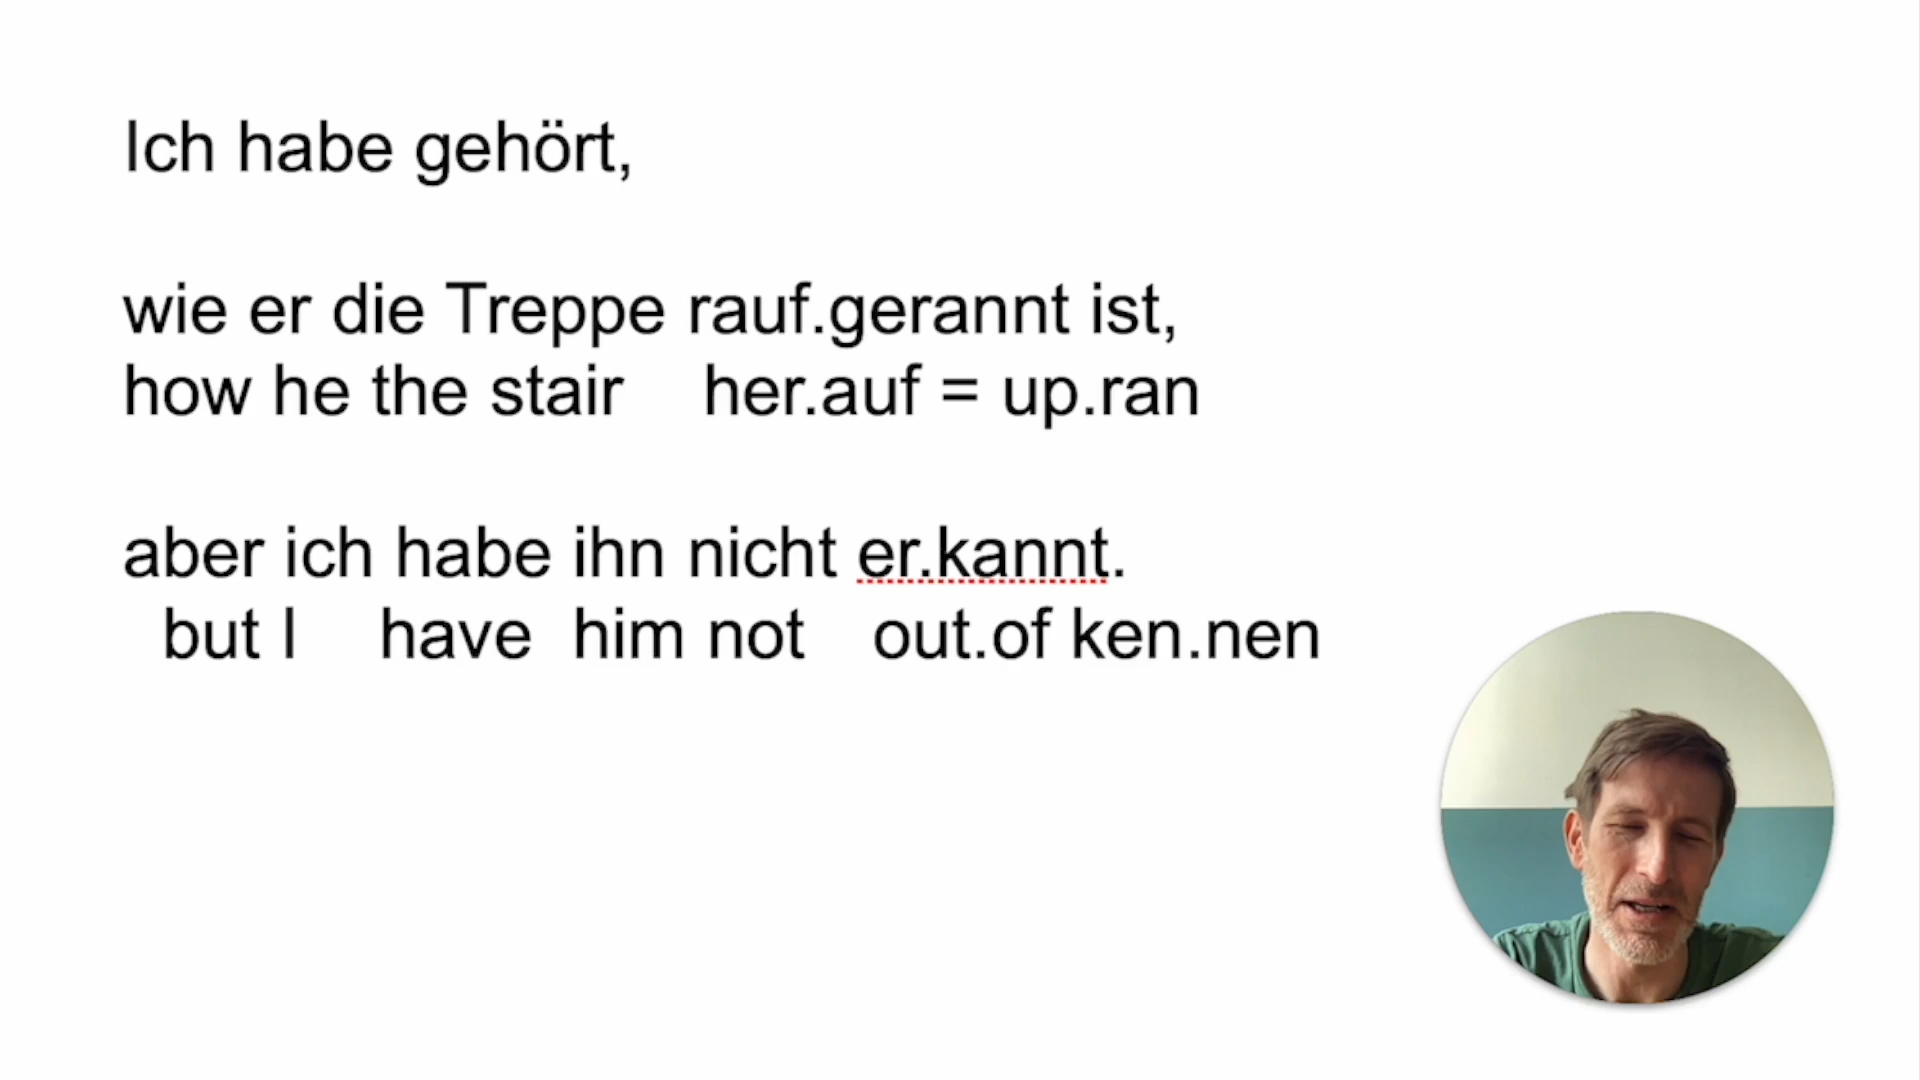 Ich habe gehört,
wie er die Treppe rauf.gerannt ist,
how he the stair her.auf = up.ran
aber ich habe ihn nicht er.kannt.
but I have him not out.of ken.nen